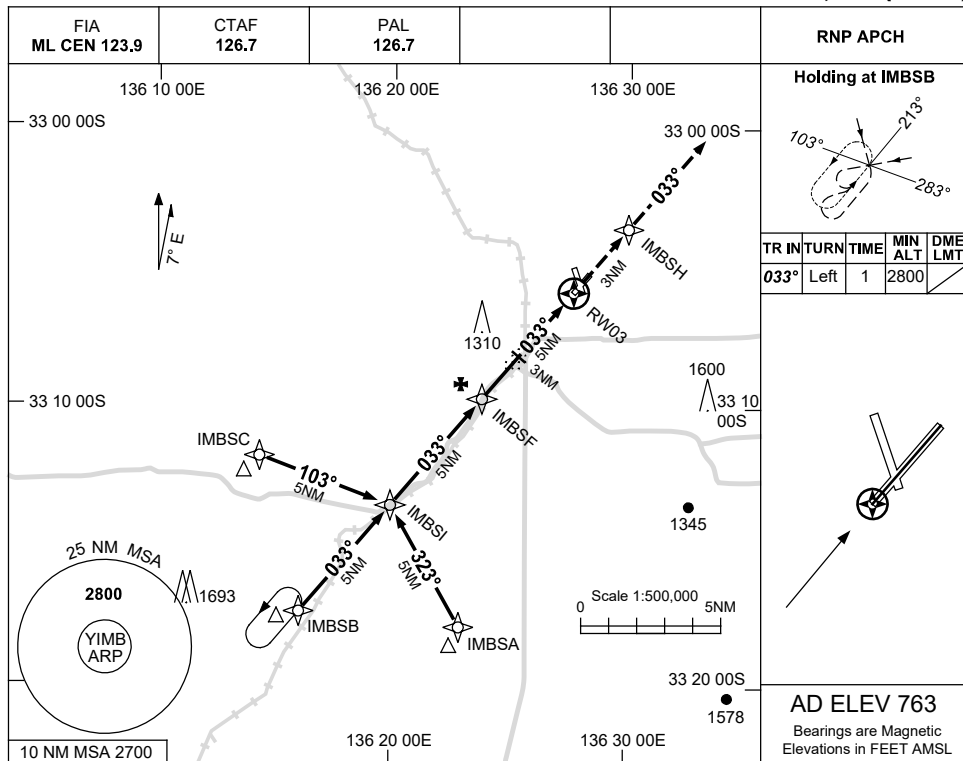 FIA
ML CEN 123.9
CTAF
126.7
PAL
126.7
RNP APCH
136 10 00E
136 20 00E
136 30 00E
Holding at IMBSB
213°
103°
283°
TR IN TURN TIME MIN ALT DME LMT
033° Left 1 2800
33 00 00S
33 00 00S
7° E
033°
IMBSH
3NM
RW03
1310
033°
5NM
3NM
1600
33 10 00S
33 10
00S
IMBSF
IMBSC
103°
5NM
033°
5NM
IMBSI
1345
25 NM MSA
2800
YIMB
ARP
1693
033°
5NM
323°
5NM
Scale 1:500,000
0
5NM
IMBSB
IMBSA
33 20 00S
1578
10 NM MSA 2700
136 20 00E
136 30 00E
AD ELEV 763
Bearings are Magnetic
Elevations in FEET AMSL